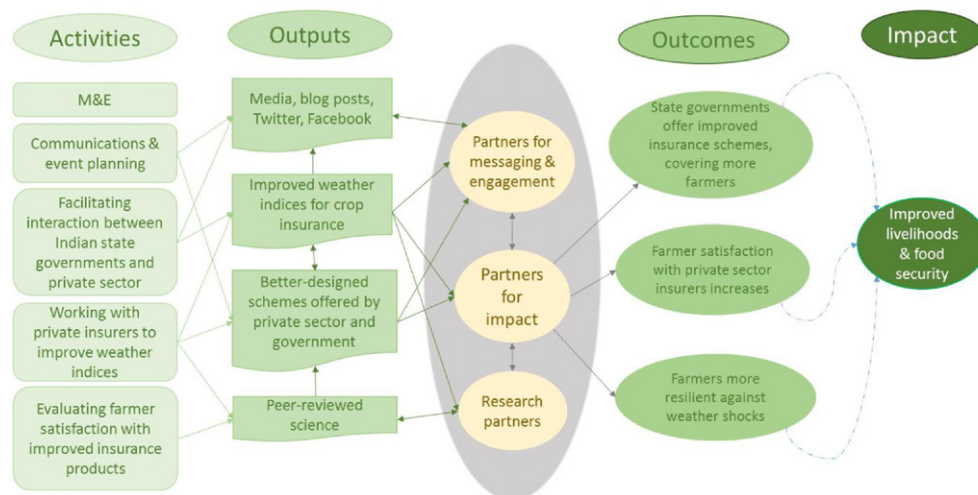 Activities
Outputs
Outcomes
Impact
M&E
Communications &
event planning
Facilitating
interaction between
Indian state
governments and
private sector
Working with
private insurers to
improve weather
indices
Evaluating farmer
satisfaction with
improved insurance
products
Media, blog posts,
Twitter, Facebook
Improved weather
indices for crop
insurance
Better-designed
schemes offered by
private sector and
government
Peer-reviewed
science
Partners for
messaging &
engagement
Partners
for
impact
Research
partners
State governments
offer improved
insurance schemes,
covering more
farmers
Farmer satisfaction
with private sector
insurers increases
Farmers more
resilient against
weather shocks
Improved
livelihoods
& food
security